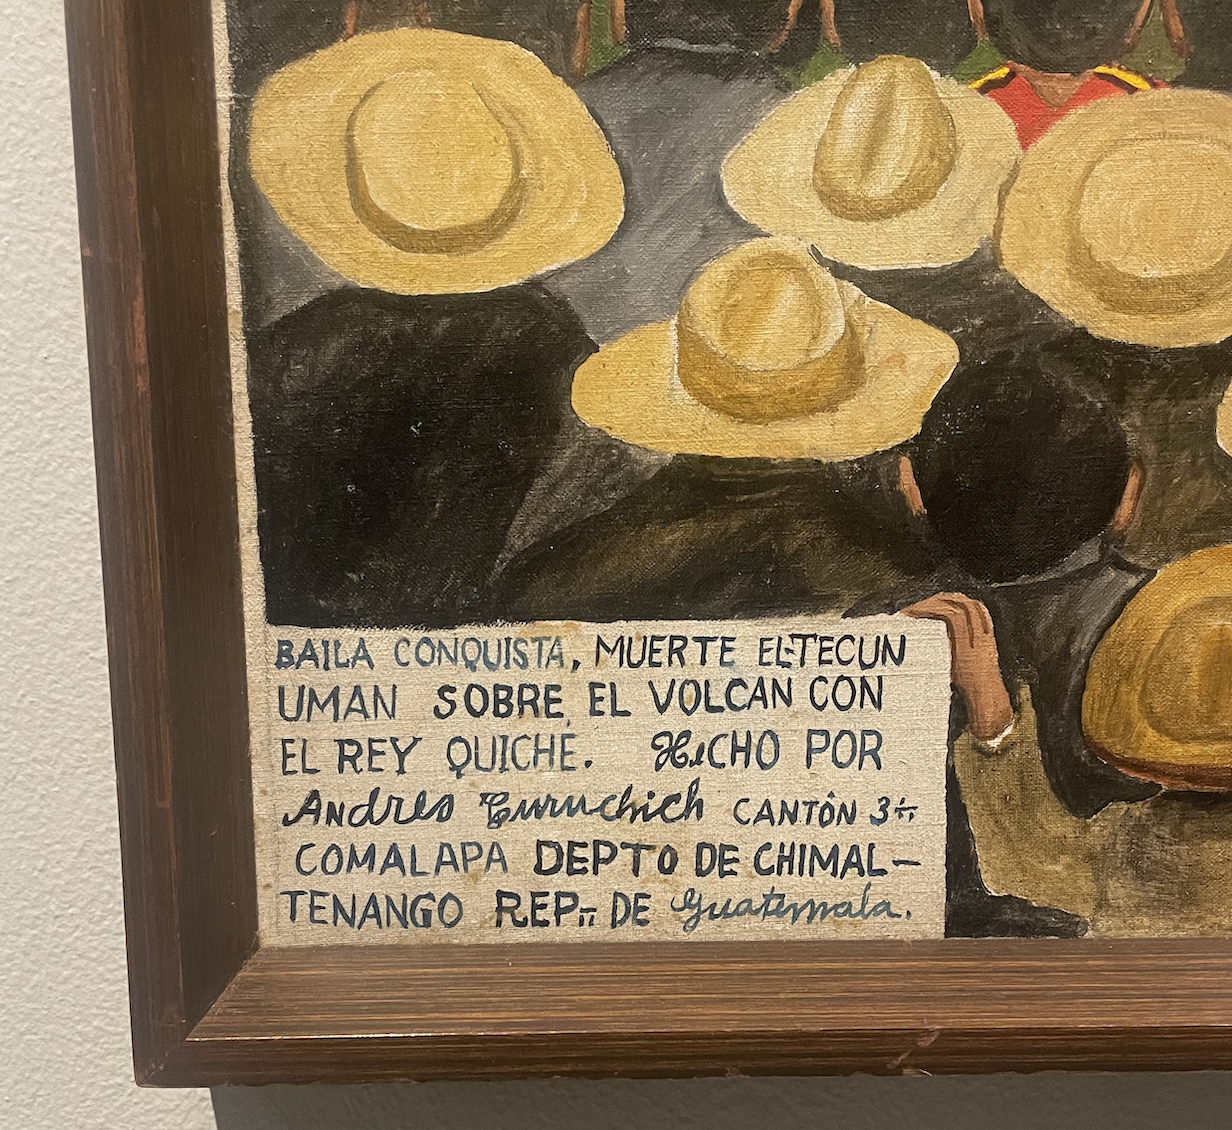 BAILA CONQUISTA, MUERTE EL-TECUN
UMAN SOBRE EL VOLCAN CON
EL REY QUICHE. HeCHO POR
Andres Curuchich CANTÓN 3
COMALAPA DEPTO DE CHIMAL-
TENANGO REP. DE Guatemala.